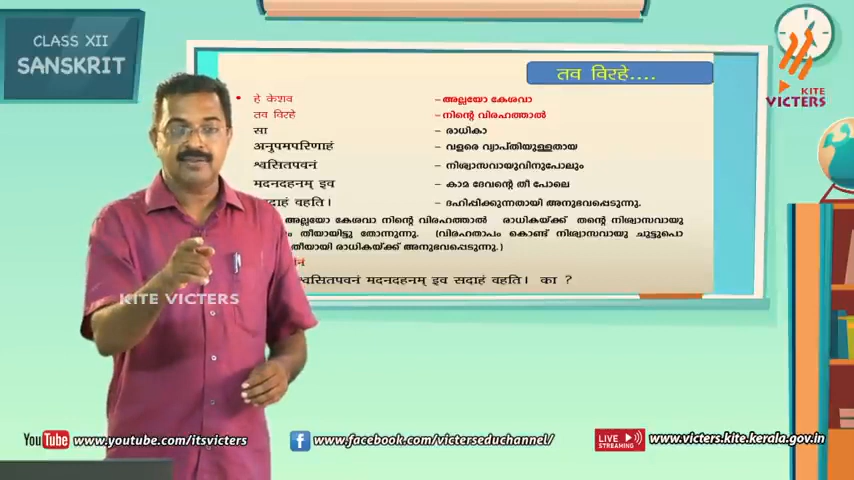 CLASS XII
SANSKRIT
तव विरहे....
KITE
VICTERS
हे केशव – അല്ലയോ കേശവാ
तव विरहे – നിന്റെ വിരഹത്താൽ
सा – രാധികാ
अनुपमपरिणाहं – വളരെ വ്യാപ്തിയുള്ളതായ
श्वसितपवनं – നിശ്വാസവായുവിനുപോലും
मदनदहनम् इव – കാമ ദേവന്റെ തീ പോലെ
सदाहं वहति। – ദഹിപ്പിക്കുന്നതായി അനുഭവപ്പെടുന്നു.
അല്ലയോ കേശവാ നിന്റെ വിരഹത്താൽ രാധികയ്ക്ക് തന്റെ നിശ്വാസവായു
തീയായിട്ടു തോന്നുന്നു. (വിരഹതാപം കൊണ്ട് നിശ്വാസവായു ചുട്ടുപൊ
തീയായി രാധികയ്ക്ക് അനുഭവപ്പെടുന്നു.)
श्वसितपवनं मदनदहनम् इव सदाहं वहति। का ?
KITE VICTERS
YouTube www.youtube.com/itsvicters
f www.facebook.com/victerseduchannel/
LIVE STREAMING www.victers.kite.kerala.gov.in